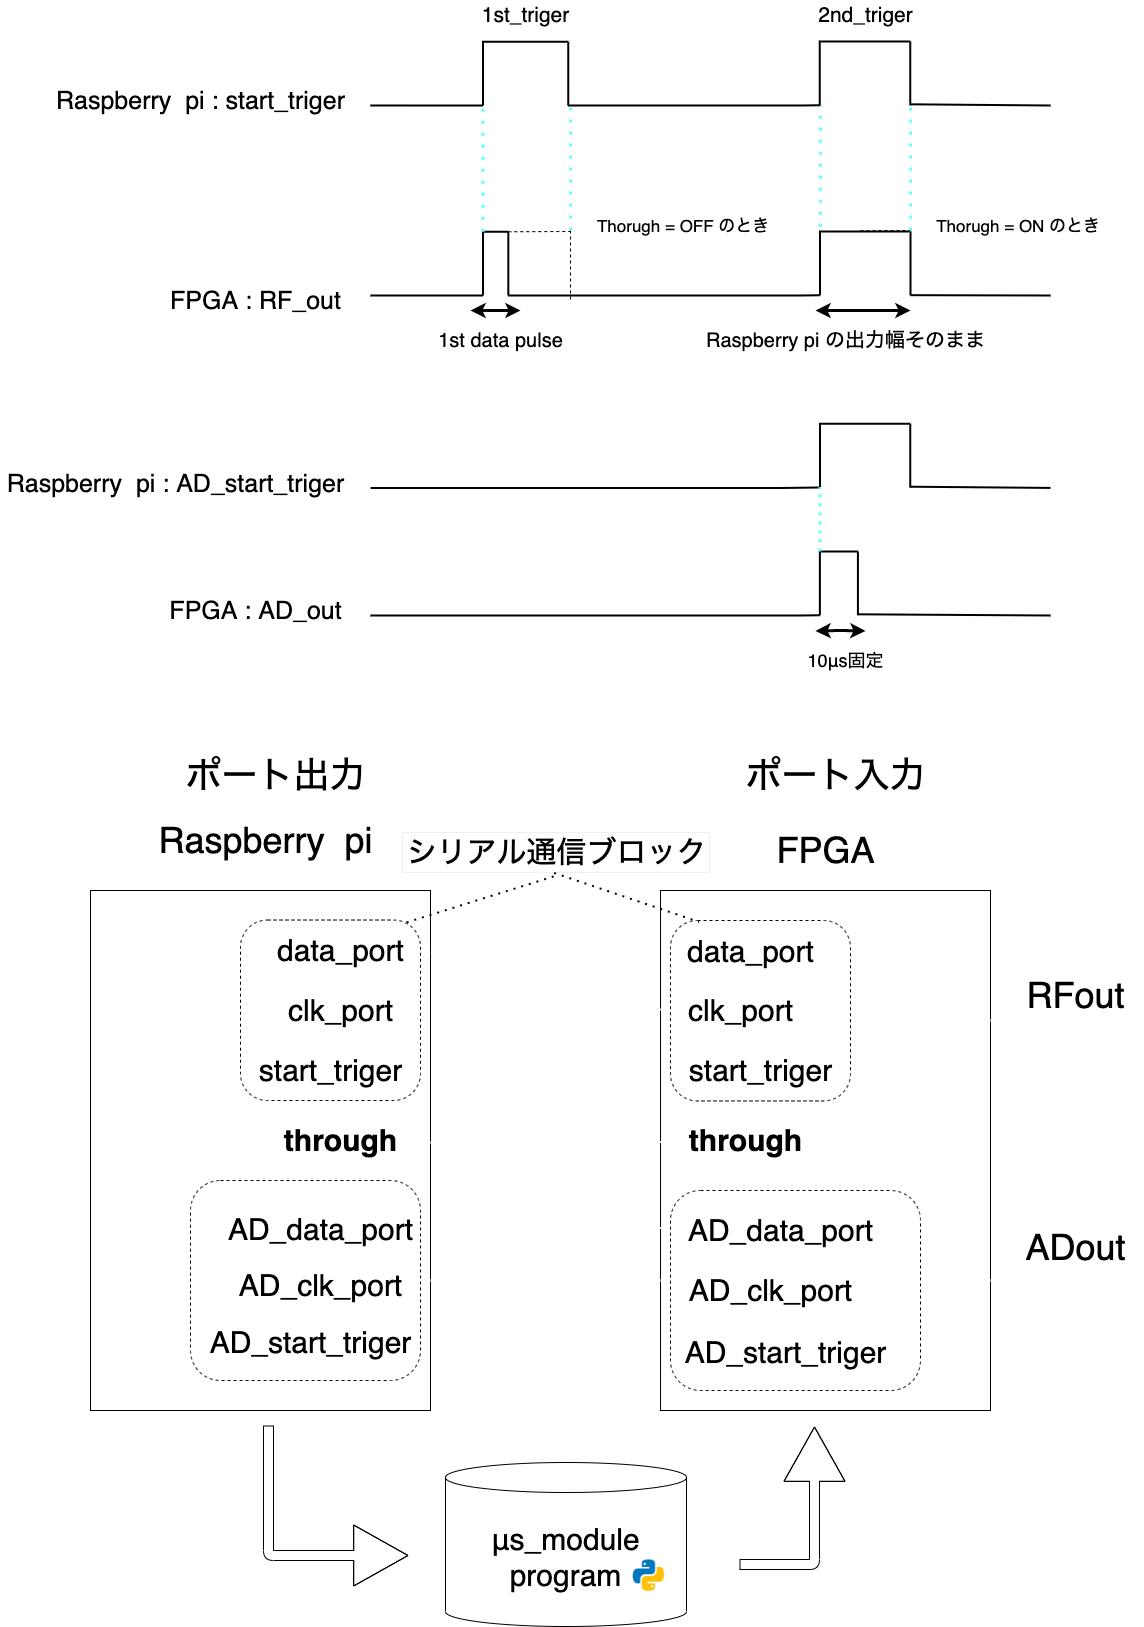 1st_triger
2nd_triger
Raspberry pi : start_triger
Thorugh = OFF のとき
Thorugh = ON のとき
FPGA : RF_out
1st data pulse
Raspberry pi の出力幅そのまま
Raspberry pi : AD_start_triger
FPGA : AD_out
10μs固定
ポート出力
ポート入力
Raspberry pi
シリアル通信ブロック
FPGA
data_port
clk_port
start_triger
through
AD_data_port
AD_clk_port
AD_start_triger
data_port
clk_port
start_triger
through
AD_data_port
AD_clk_port
AD_start_triger
RFout
ADout
μs_module
program